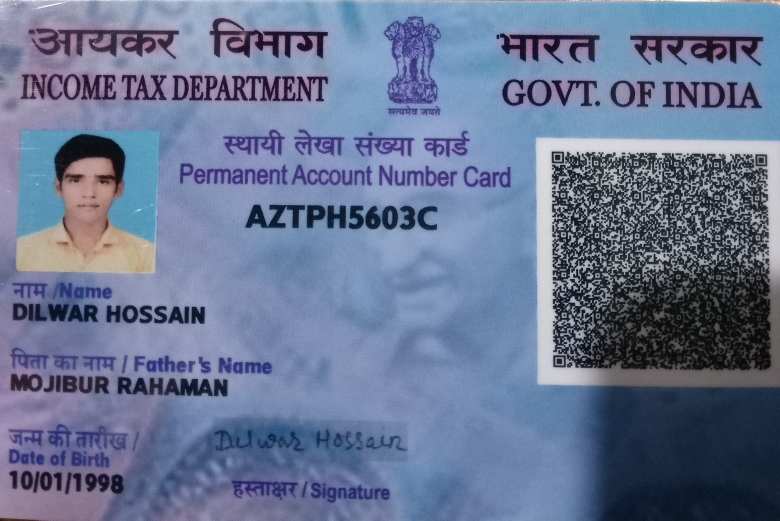 आयकर विभाग
INCOME TAX DEPARTMENT
सत्यमेव जयते
भारत सरकार
GOVT. OF INDIA
स्थायी लेखा संख्या कार्ड
Permanent Account Number Card
AZTPH5603C
नाम /Name
DILWAR HOSSAIN
पिता का नाम / Father's Name
MOJIBUR RAHAMAN
जन्म की तारीख /
Date of Birth
10/01/1998
Dilwar Hossain
हस्ताक्षर / Signature